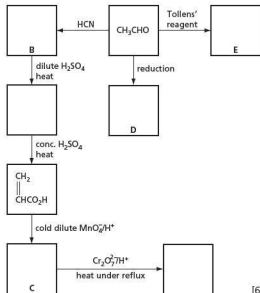 HCN
CH₃CHO
Tollens'
reagent
B
E
dilute H₂SO₄
heat
reduction
D
conc. H₂SO₄
heat
CH₂
||
CHCO₂H
cold dilute MnO₄⁻/H⁺
C
Cr₂O₇²⁻/H⁺
heat under reflux
[6